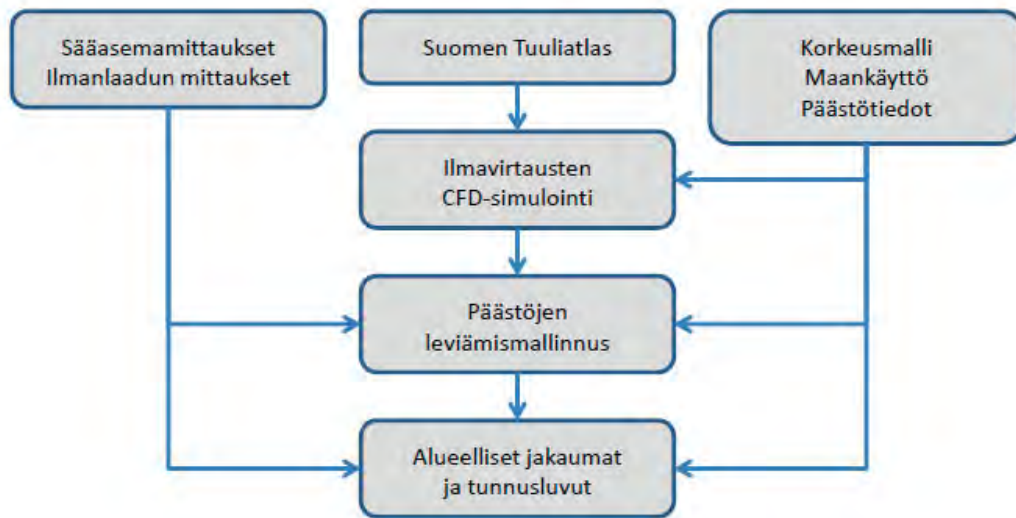 Sääasemamittaukset
Ilmanlaadun mittaukset
Suomen Tuuliatlas
Korkeusmalli
Maankäyttö
Päästötiedot
Ilmavirtausten
CFD-simulointi
Päästöjen
leviämismallinnus
Alueelliset jakaumat
ja tunnusluvut